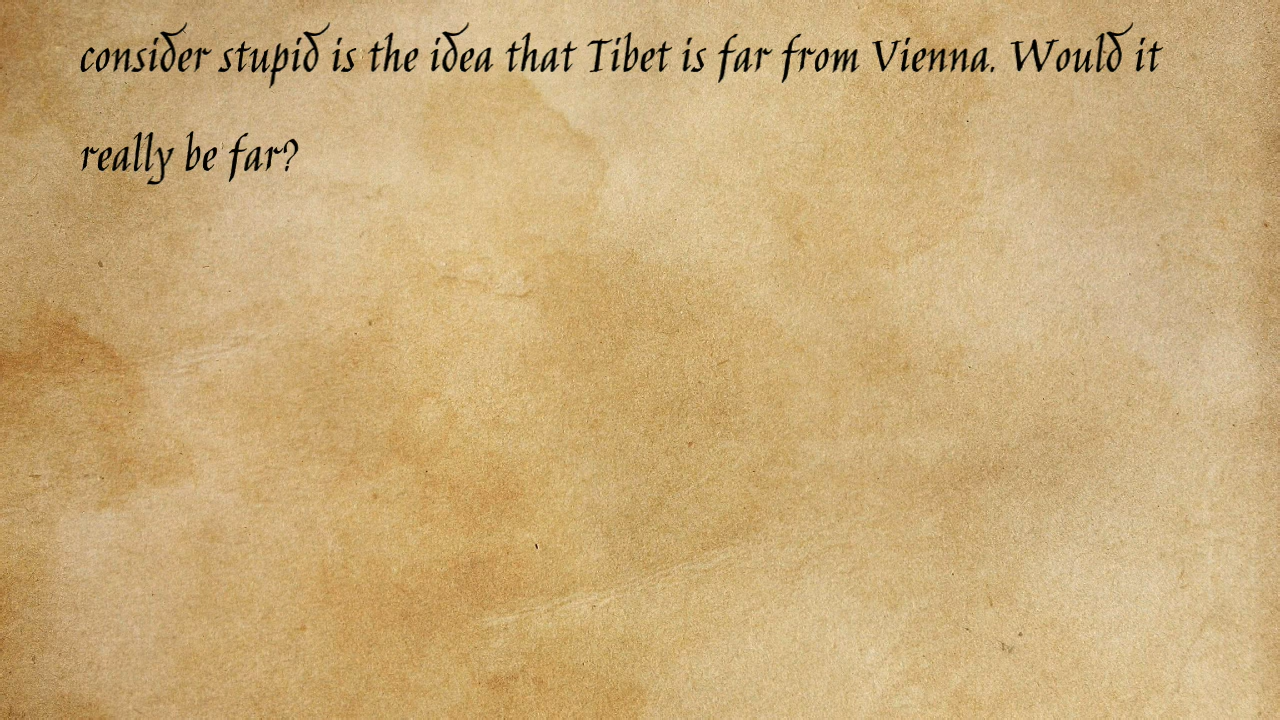 consider stupid is the idea that Tibet is far from Vienna. Would it
really be far?